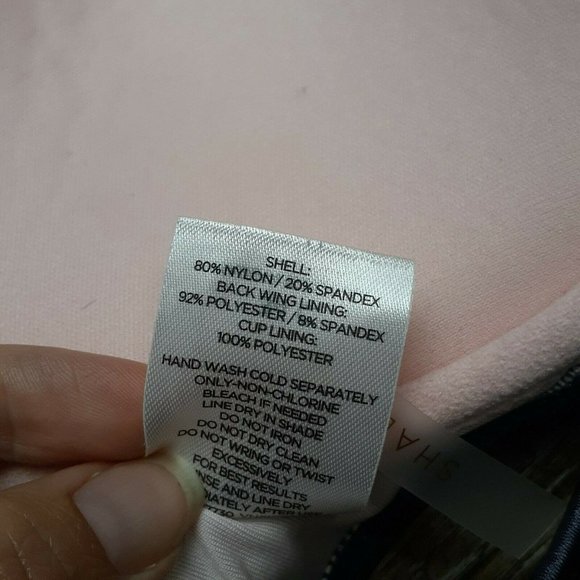 SHELL:
80% NYLON / 20% SPANDEX
BACK WING LINING:
92% POLYESTER / 8% SPANDEX
CUP LINING:
100% POLYESTER
HAND WASH COLD SEPARATELY
ONLY-NON-CHLORINE
BLEACH IF NEEDED
LINE DRY IN SHADE
DO NOT IRON
DO NOT DRY CLEAN
DO NOT WRING OR TWIST
EXCESSIVELY
FOR BEST RESULTS
AND LINE DRY
AFTER